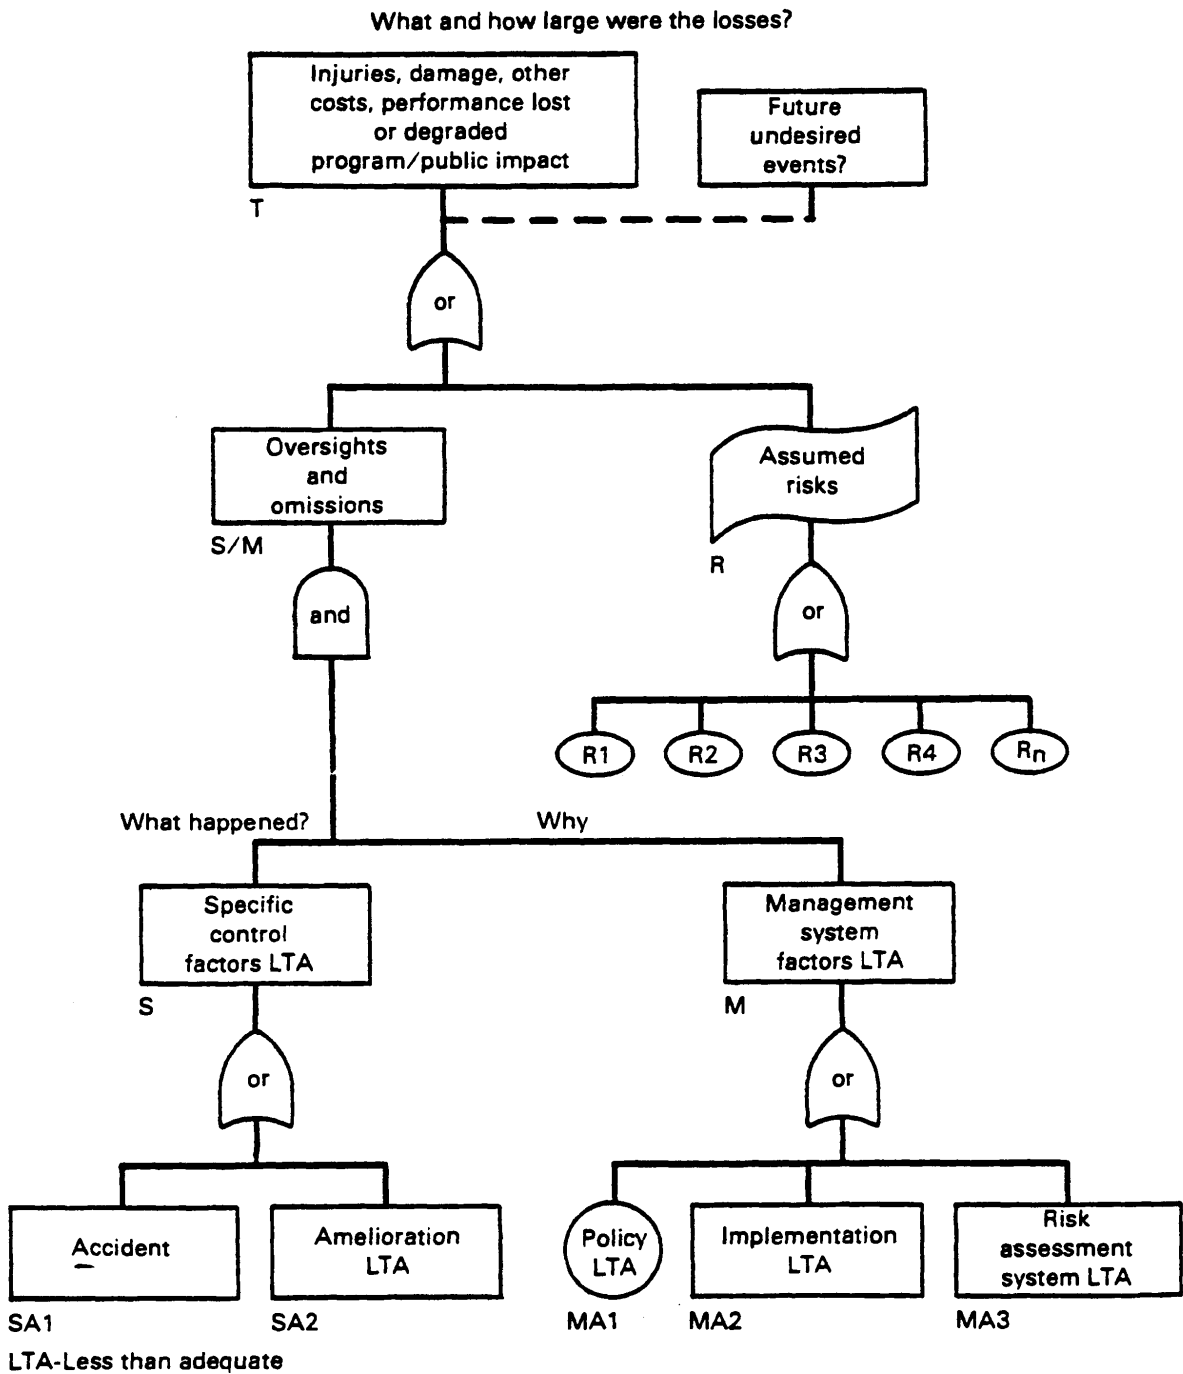 What and how large were the losses?
Injuries, damage, other
costs, performance lost
or degraded
program/public impact
T
Future
undesired
events?
or
Oversights
and
omissions
S/M
Assumed
risks
R
and
or
R1
R2
R3
R4
Rn
What happened?
Why
Specific
control
factors LTA
S
Management
system
factors LTA
M
or
or
Accident
SA1
Amelioration
LTA
SA2
Policy
LTA
MA1
Implementation
LTA
MA2
Risk
assessment
system LTA
MA3
LTA-Less than adequate